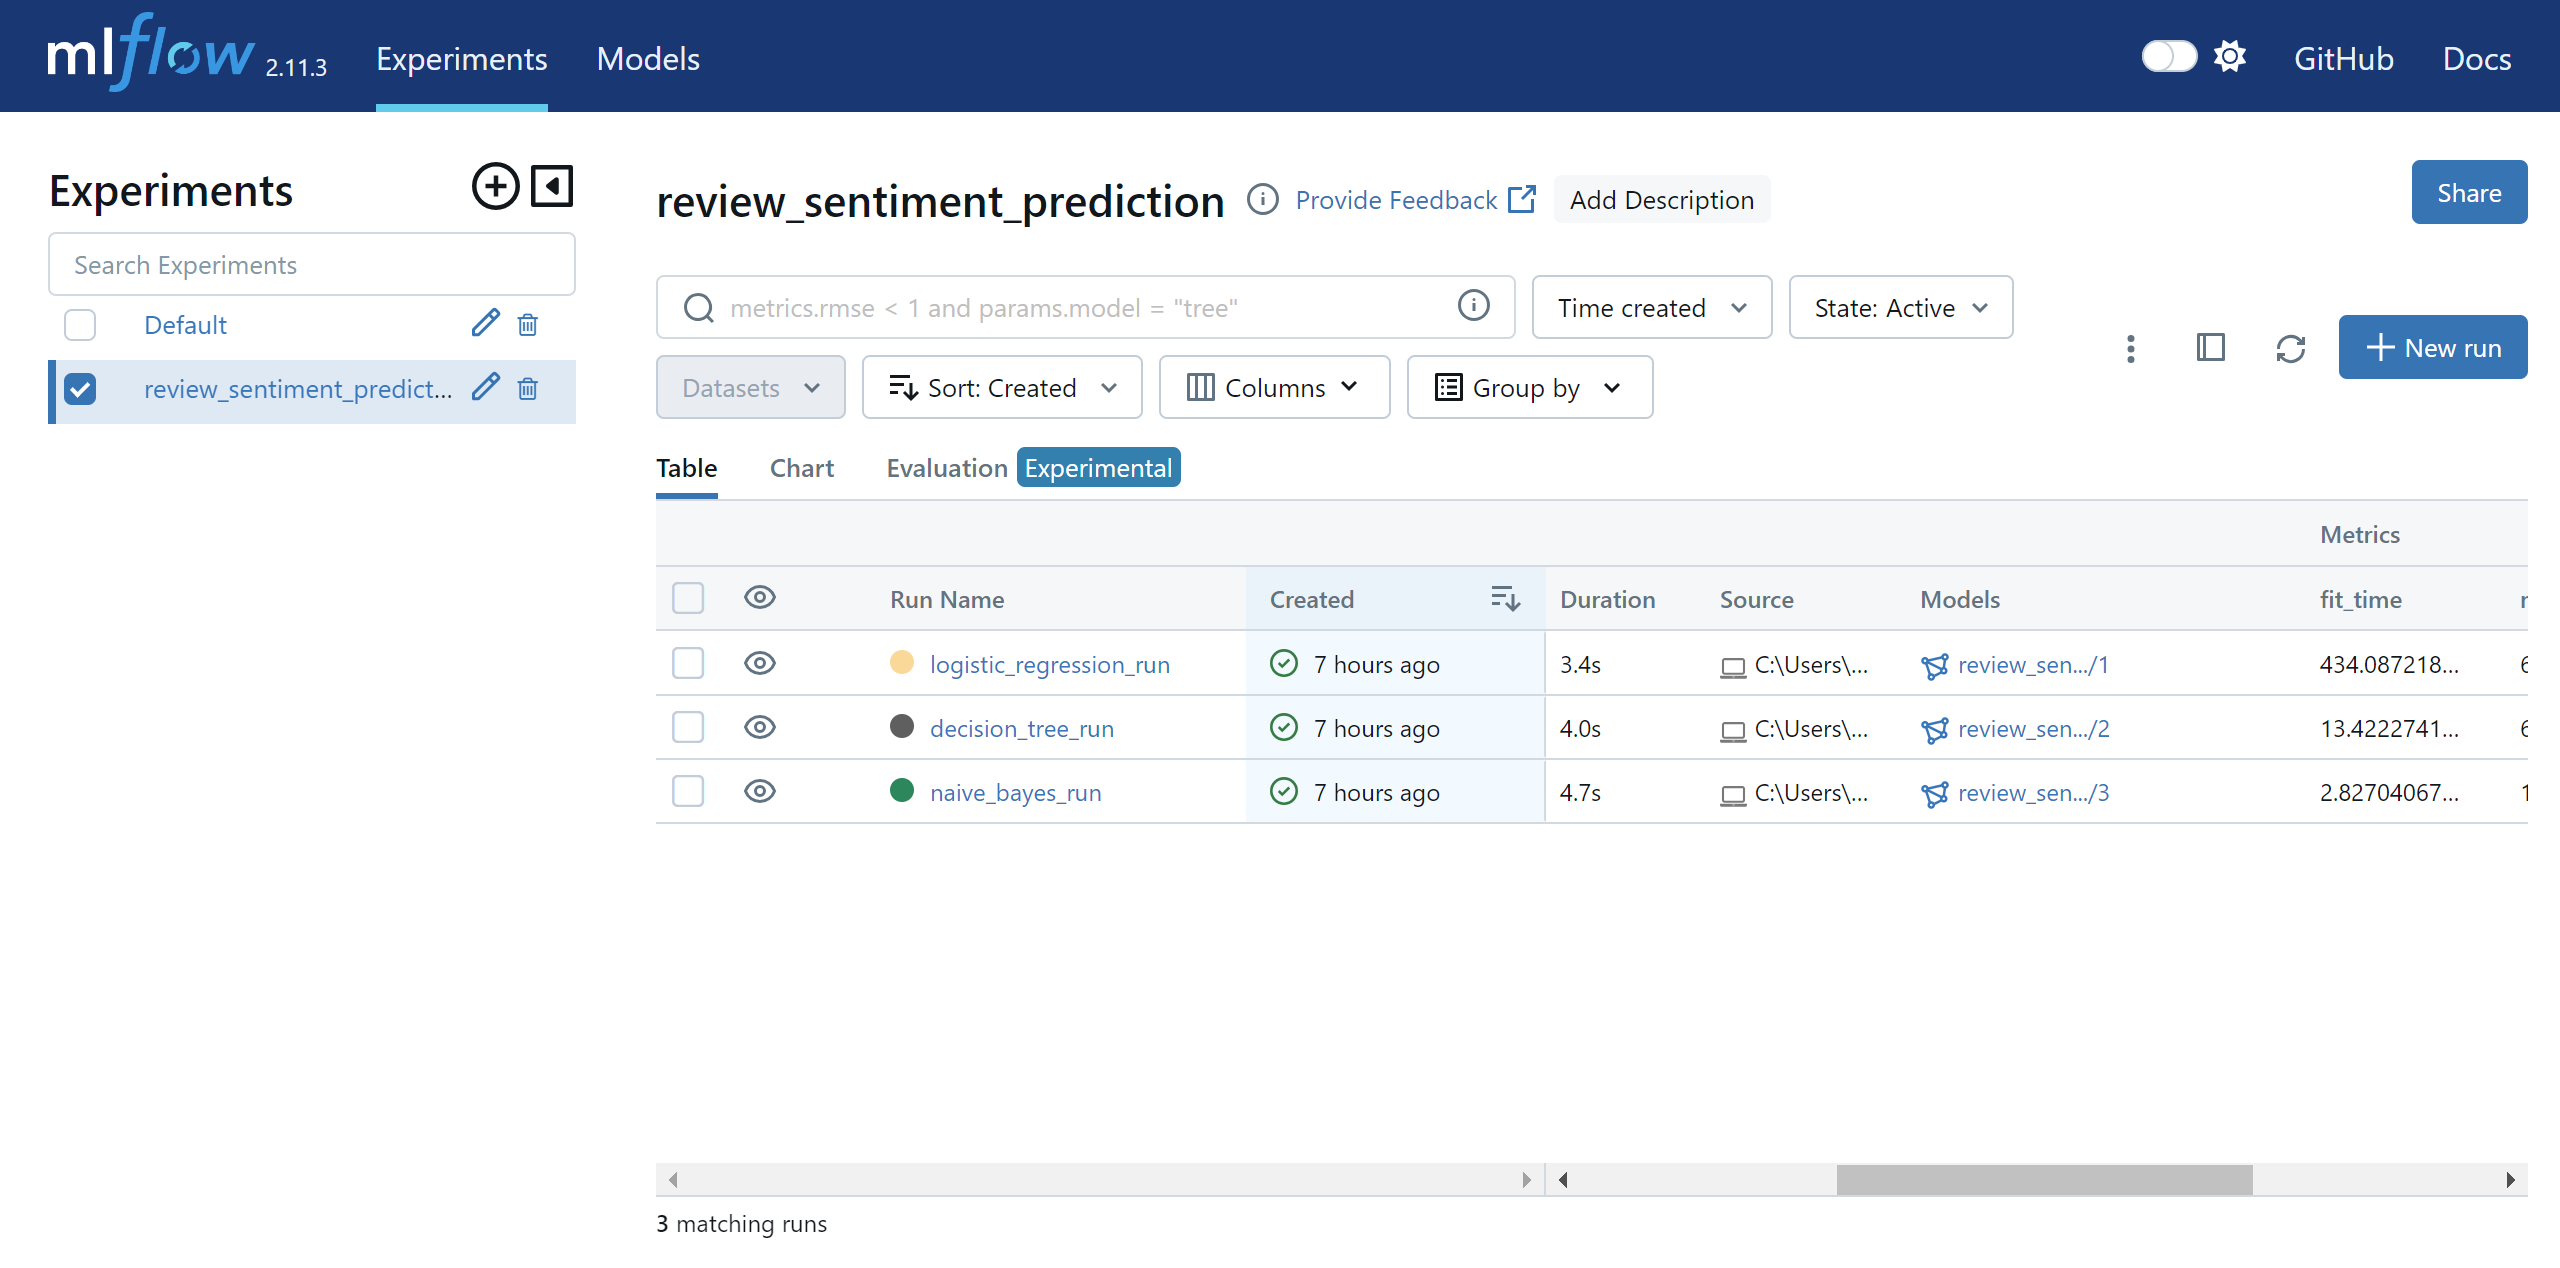 mlflow 2.11.3 Experiments Models GitHub Docs
Experiments
Search Experiments
Default
review_sentiment_predict...
review_sentiment_prediction Provide Feedback Add Description Share
metrics.rmse < 1 and params.model = "tree" Time created State: Active
Datasets Sort: Created Columns Group by New run
Table Chart Evaluation Experimental
Metrics
Run Name Created Duration Source Models fit_time
logistic_regression_run 7 hours ago 3.4s C:\Users\... review_sen.../1 434.087218...
decision_tree_run 7 hours ago 4.0s C:\Users\... review_sen.../2 13.4222741...
naive_bayes_run 7 hours ago 4.7s C:\Users\... review_sen.../3 2.82704067...
3 matching runs